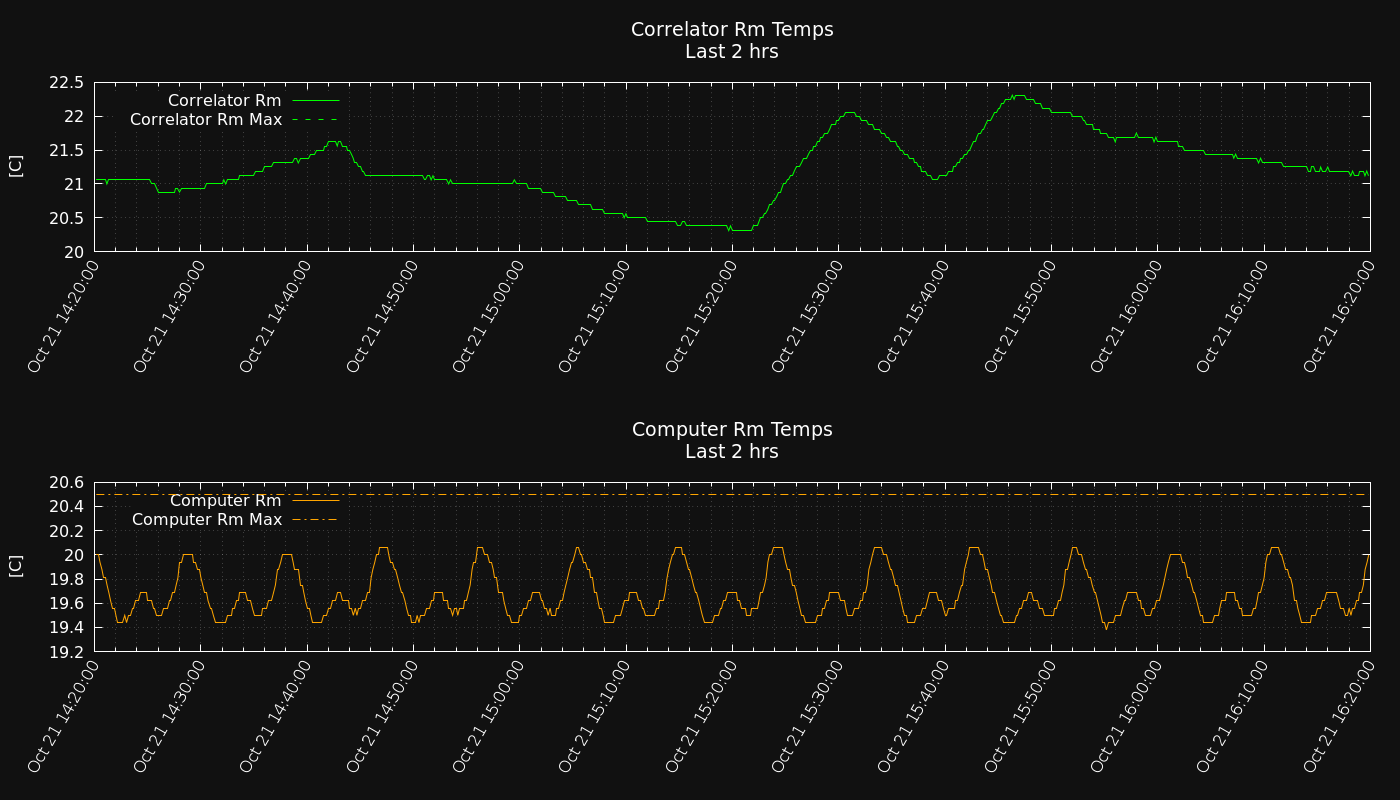 Correlator Rm Temps
Last 2 hrs
22.5
22
21.5
21
20.5
20
[C]
Correlator Rm
Correlator Rm Max
Oct 21 14:20:00
Oct 21 14:30:00
Oct 21 14:40:00
Oct 21 14:50:00
Oct 21 15:00:00
Oct 21 15:10:00
Oct 21 15:20:00
Oct 21 15:30:00
Oct 21 15:40:00
Oct 21 15:50:00
Oct 21 16:00:00
Oct 21 16:10:00
Oct 21 16:20:00
Computer Rm Temps
Last 2 hrs
20.6
20.4
20.2
20
19.8
19.6
19.4
19.2
[C]
Computer Rm
Computer Rm Max
Oct 21 14:20:00
Oct 21 14:30:00
Oct 21 14:40:00
Oct 21 14:50:00
Oct 21 15:00:00
Oct 21 15:10:00
Oct 21 15:20:00
Oct 21 15:30:00
Oct 21 15:40:00
Oct 21 15:50:00
Oct 21 16:00:00
Oct 21 16:10:00
Oct 21 16:20:00